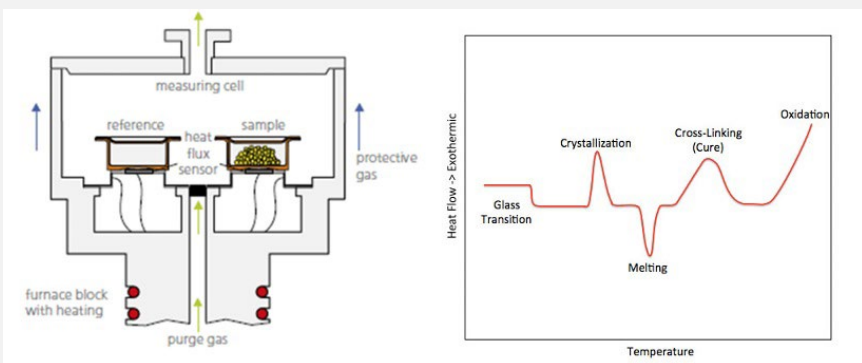 measuring cell
reference
sample
heat
flux
sensor
protective
gas
furnace block
with heating
purge gas
Heat Flow -> Exothermic
Glass
Transition
Crystallization
Melting
Cross-Linking
(Cure)
Oxidation
Temperature